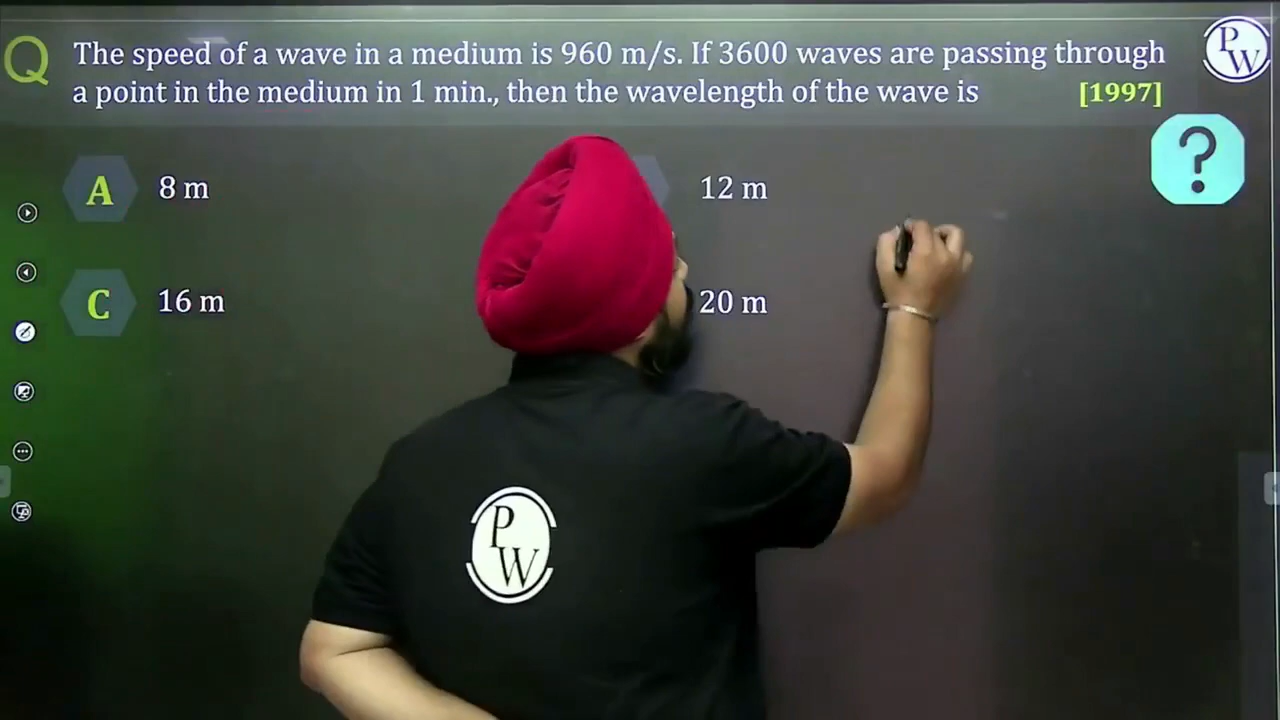 Q The speed of a wave in a medium is 960 m/s. If 3600 waves are passing through
a point in the medium in 1 min., then the wavelength of the wave is [1997]
PW
?
A 8 m
12 m
C 16 m
20 m
PW